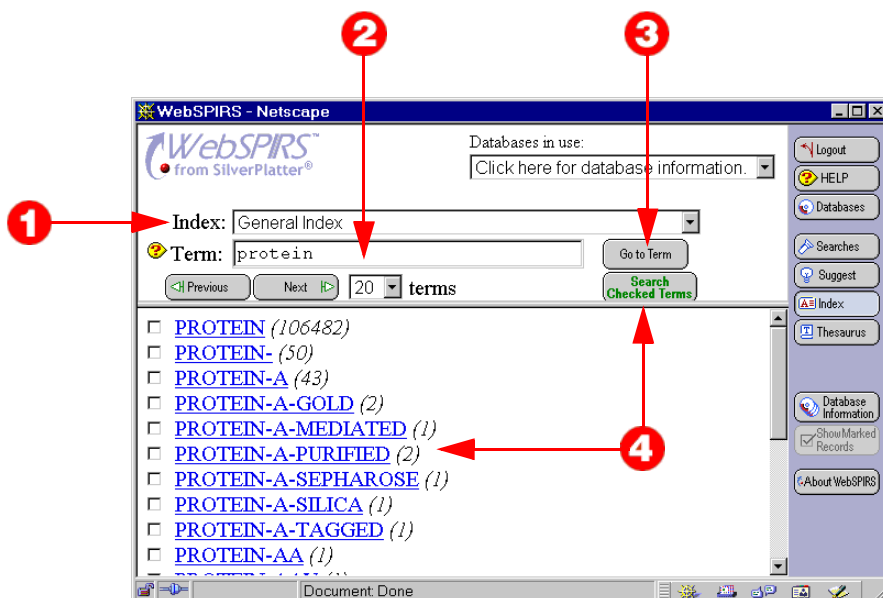 2
3
WebSPIRS - Netscape
WebSPIRS™
from SilverPlatter®
Databases in use:
Click here for database information.
Logout
HELP
Databases
1
Index: General Index
Term: protein
Go to Term
Searches
Previous
Next
20
terms
Search
Checked Terms
Suggest
Index
Thesaurus
PROTEIN (106482)
PROTEIN- (50)
PROTEIN-A (43)
PROTEIN-A-GOLD (2)
PROTEIN-A-MEDIATED (1)
PROTEIN-A-PURIFIED (2)
PROTEIN-A-SEPHAROSE (1)
PROTEIN-A-SILICA (1)
PROTEIN-A-TAGGED (1)
PROTEIN-AA (1)
4
Database
Information
Show Marked
Records
About WebSPIRS
Document: Done